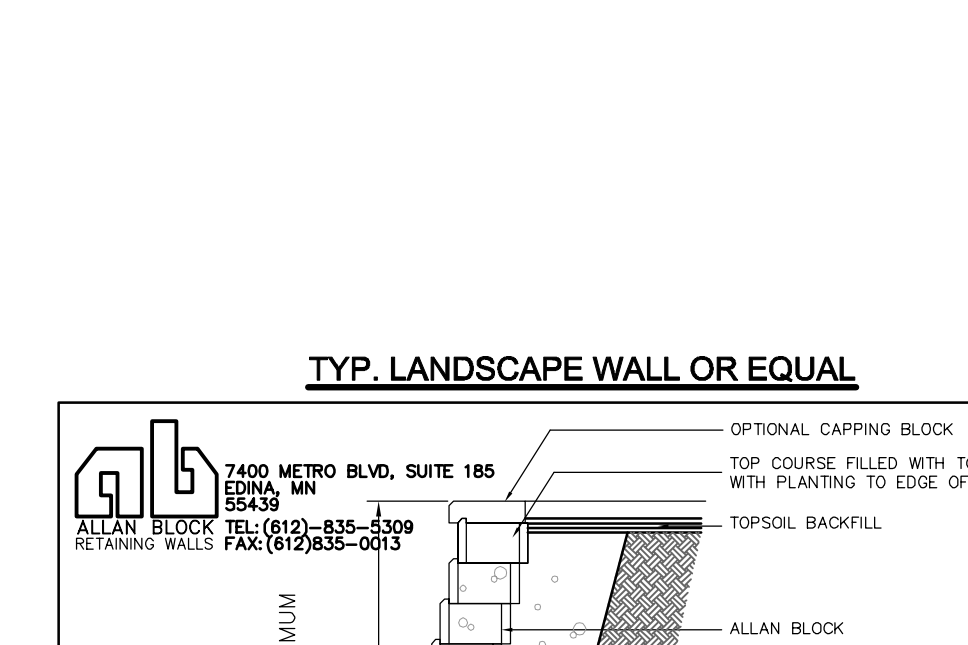 TYP. LANDSCAPE WALL OR EQUAL
ALLAN BLOCK
RETAINING WALLS
7400 METRO BLVD, SUITE 185
EDINA, MN
55439
TEL:(612)-835-5309
FAX:(612)835-0013
OPTIONAL CAPPING BLOCK
TOP COURSE FILLED WITH
WITH PLANTING TO EDGE OF
TOPSOIL BACKFILL
ALLAN BLOCK